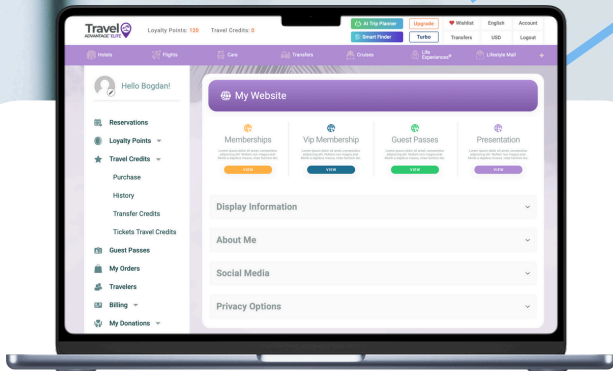 Travel
ADVANTAGE™ ELITE
Loyalty Points: 120
Travel Credits: 0
AI Trip Planner
Upgrade
Wishlist
English
Account
Smart Finder
Turbo
Transfers
USD
Logout
Hotels
Flights
Cars
Transfers
Cruises
Life
Experiences®
Lifestyle Mall
+
Hello Bogdan!
My Website
Reservations
Loyalty Points
Travel Credits
Purchase
History
Transfer Credits
Tickets Travel Credits
Guest Passes
My Orders
Travelers
Billing
My Donations
Memberships
VIEW
Vip Membership
VIEW
Guest Passes
VIEW
Presentation
VIEW
Display Information
About Me
Social Media
Privacy Options